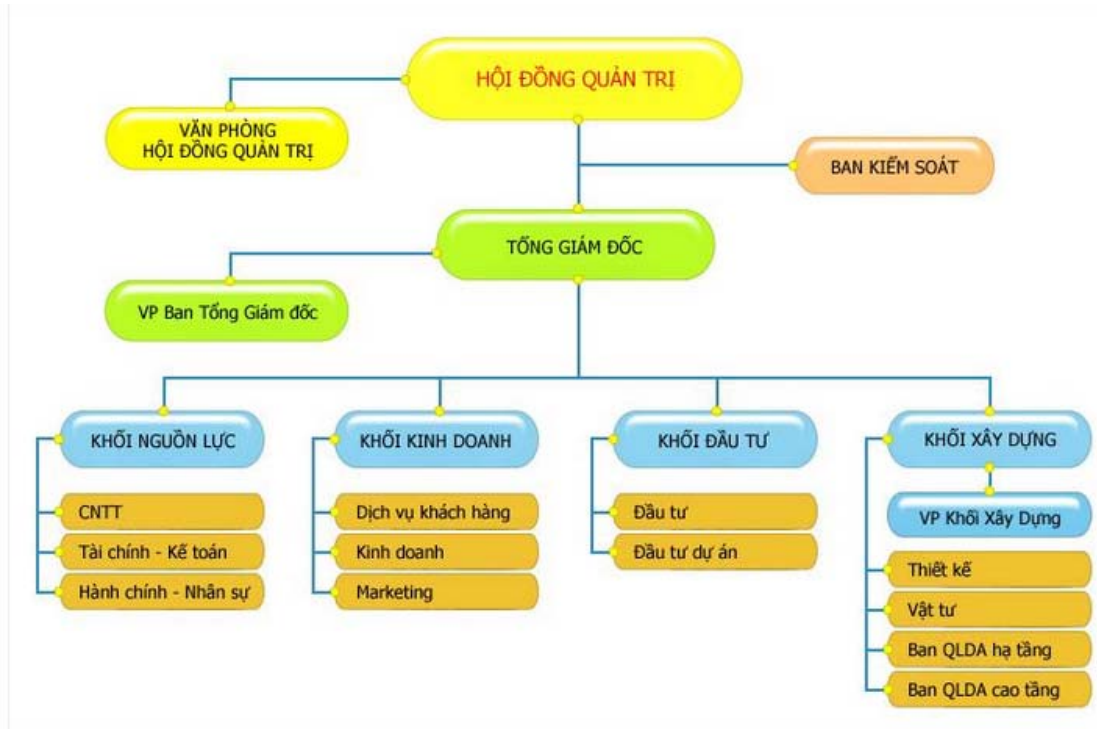 HỘI ĐỒNG QUẢN TRỊ
VĂN PHÒNG
HỘI ĐỒNG QUẢN TRỊ
BAN KIỂM SOÁT
TỔNG GIÁM ĐỐC
VP Ban Tổng Giám đốc
KHỐI NGUỒN LỰC
CNTT
Tài chính - Kế toán
Hành chính - Nhân sự
KHỐI KINH DOANH
Dịch vụ khách hàng
Kinh doanh
Marketing
KHỐI ĐẦU TƯ
Đầu tư
Đầu tư dự án
KHỐI XÂY DỰNG
VP Khối Xây Dựng
Thiết kế
Vật tư
Ban QLDA hạ tầng
Ban QLDA cao tầng